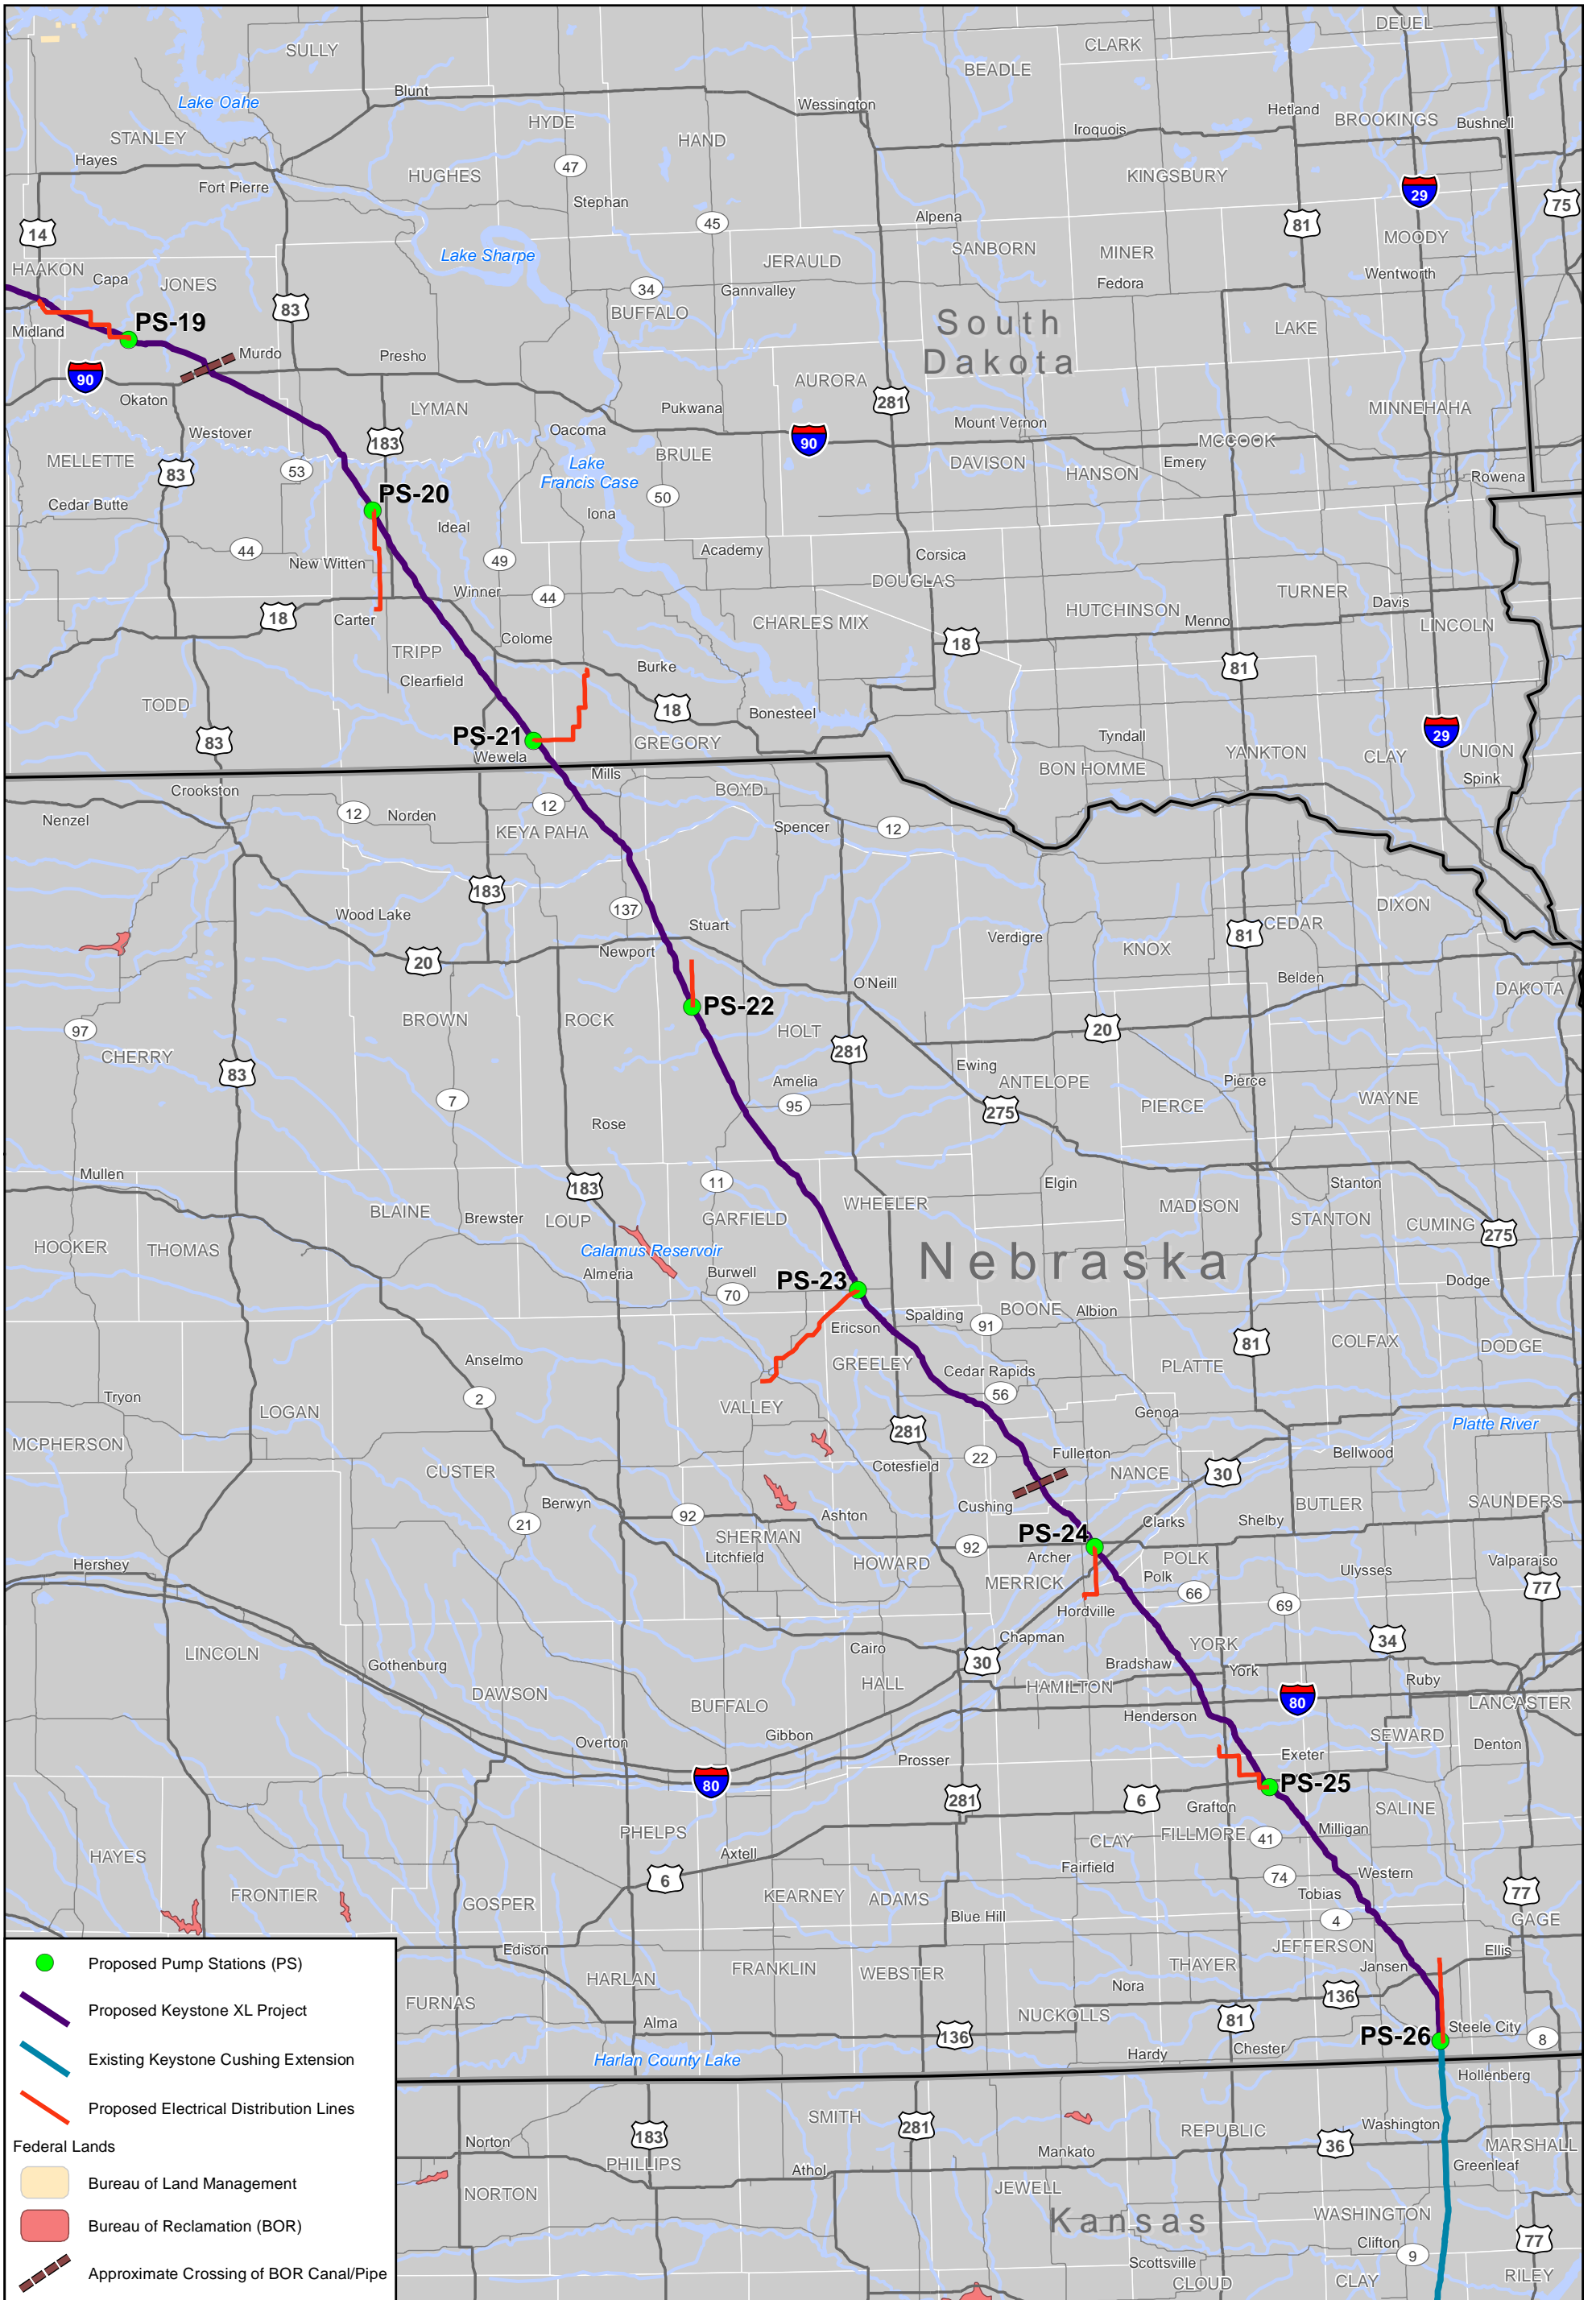 DEUEL
SULLY
CLARK
BEADLE
Blunt
Lake Oahe
Wessington
Hetland
BROOKINGS
Bushnell
HYDE
Iroquois
STANLEY
HAND
Hayes
47
HUGHES
KINGSBURY
Fort Pierre
29
Stephan
75
45
Alpena
81
14
MOODY
SANBORN
MINER
Lake Sharpe
JERAULD
HAAKON
Capa
JONES
Wentworth
Fedora
34
Gannvalley
83
BUFFALO
PS-19
South
Dakota
Midland
LAKE
Murdo
Presho
90
AURORA
Okaton
281
LYMAN
Pukwana
MINNEHAHA
Mount Vernon
Westover
Oacoma
183
90
MCCOOK
BRULE
MELLETTE
Lake
Francis Case
DAVISON
Emery
HANSON
53
83
Rowena
PS-20
50
Cedar Butte
Iona
Ideal
44
Academy
Corsica
49
New Witten
DOUGLAS
Winner
TURNER
44
Davis
HUTCHINSON
18
Carter
CHARLES MIX
Menno
LINCOLN
Colome
18
TRIPP
Burke
81
Clearfield
TODD
18
Bonesteel
PS-21
83
29
Tyndall
GREGORY
YANKTON
CLAY
UNION
Wewela
BON HOMME
Mills
Spink
Crookston
BOYD
12
12
Norden
Nenzel
Spencer
12
KEYA PAHA
183
137
DIXON
Wood Lake
CEDAR
Stuart
81
Verdigre
KNOX
Newport
20
Belden
O'Neill
DAKOTA
PS-22
BROWN
ROCK
97
HOLT
20
281
CHERRY
Ewing
83
Amelia
ANTELOPE
Pierce
7
95
PIERCE
WAYNE
275
Rose
Mullen
11
Elgin
Stanton
183
WHEELER
MADISON
BLAINE
Brewster
LOUP
GARFIELD
STANTON
CUMING
275
HOOKER
THOMAS
Calamus Reservoir
Nebraska
Almeria
Burwell
PS-23
Dodge
70
Spalding
BOONE
Albion
Ericson
91
81
COLFAX
DODGE
Anselmo
GREELEY
Cedar Rapids
PLATTE
Tryon
2
56
VALLEY
LOGAN
Genoa
Platte River
281
MCPHERSON
Fullerton
Bellwood
22
Cotesfield
NANCE
30
CUSTER
Berwyn
Cushing
BUTLER
SAUNDERS
92
Ashton
21
Clarks
Shelby
PS-24
SHERMAN
92
Litchfield
Archer
POLK
HOWARD
Valparaiso
Hershey
Polk
Ulysses
MERRICK
77
66
69
Hordville
Chapman
34
LINCOLN
Cairo
YORK
30
Gothenburg
Bradshaw
York
Ruby
HALL
HAMILTON
DAWSON
BUFFALO
80
LANCASTER
Henderson
Gibbon
SEWARD
Overton
Denton
Prosser
Exeter
80
PS-25
281
6
Grafton
SALINE
PHELPS
Milligan
CLAY
FILLMORE
41
Axtell
HAYES
Fairfield
6
Western
74
FRONTIER
KEARNEY
ADAMS
77
GOSPER
Tobias
Blue Hill
4
GAGE
Edison
JEFFERSON
Ellis
THAYER
Jansen
HARLAN
FRANKLIN
WEBSTER
Nora
136
FURNAS
NUCKOLLS
81
Alma
136
Steele City
PS-26
8
Chester
Hardy
Harlan County Lake
Hollenberg
SMITH
281
Washington
REPUBLIC
183
36
Norton
MARSHALL
Mankato
PHILLIPS
Athol
Greenleaf
JEWELL
NORTON
WASHINGTON
Kansas
77
Clifton
9
Scottsville
RILEY
CLAY
CLOUD
Proposed Pump Stations (PS)
Proposed Keystone XL Project
Existing Keystone Cushing Extension
Proposed Electrical Distribution Lines
Federal Lands
Bureau of Land Management
Bureau of Reclamation (BOR)
Approximate Crossing of BOR Canal/Pipe